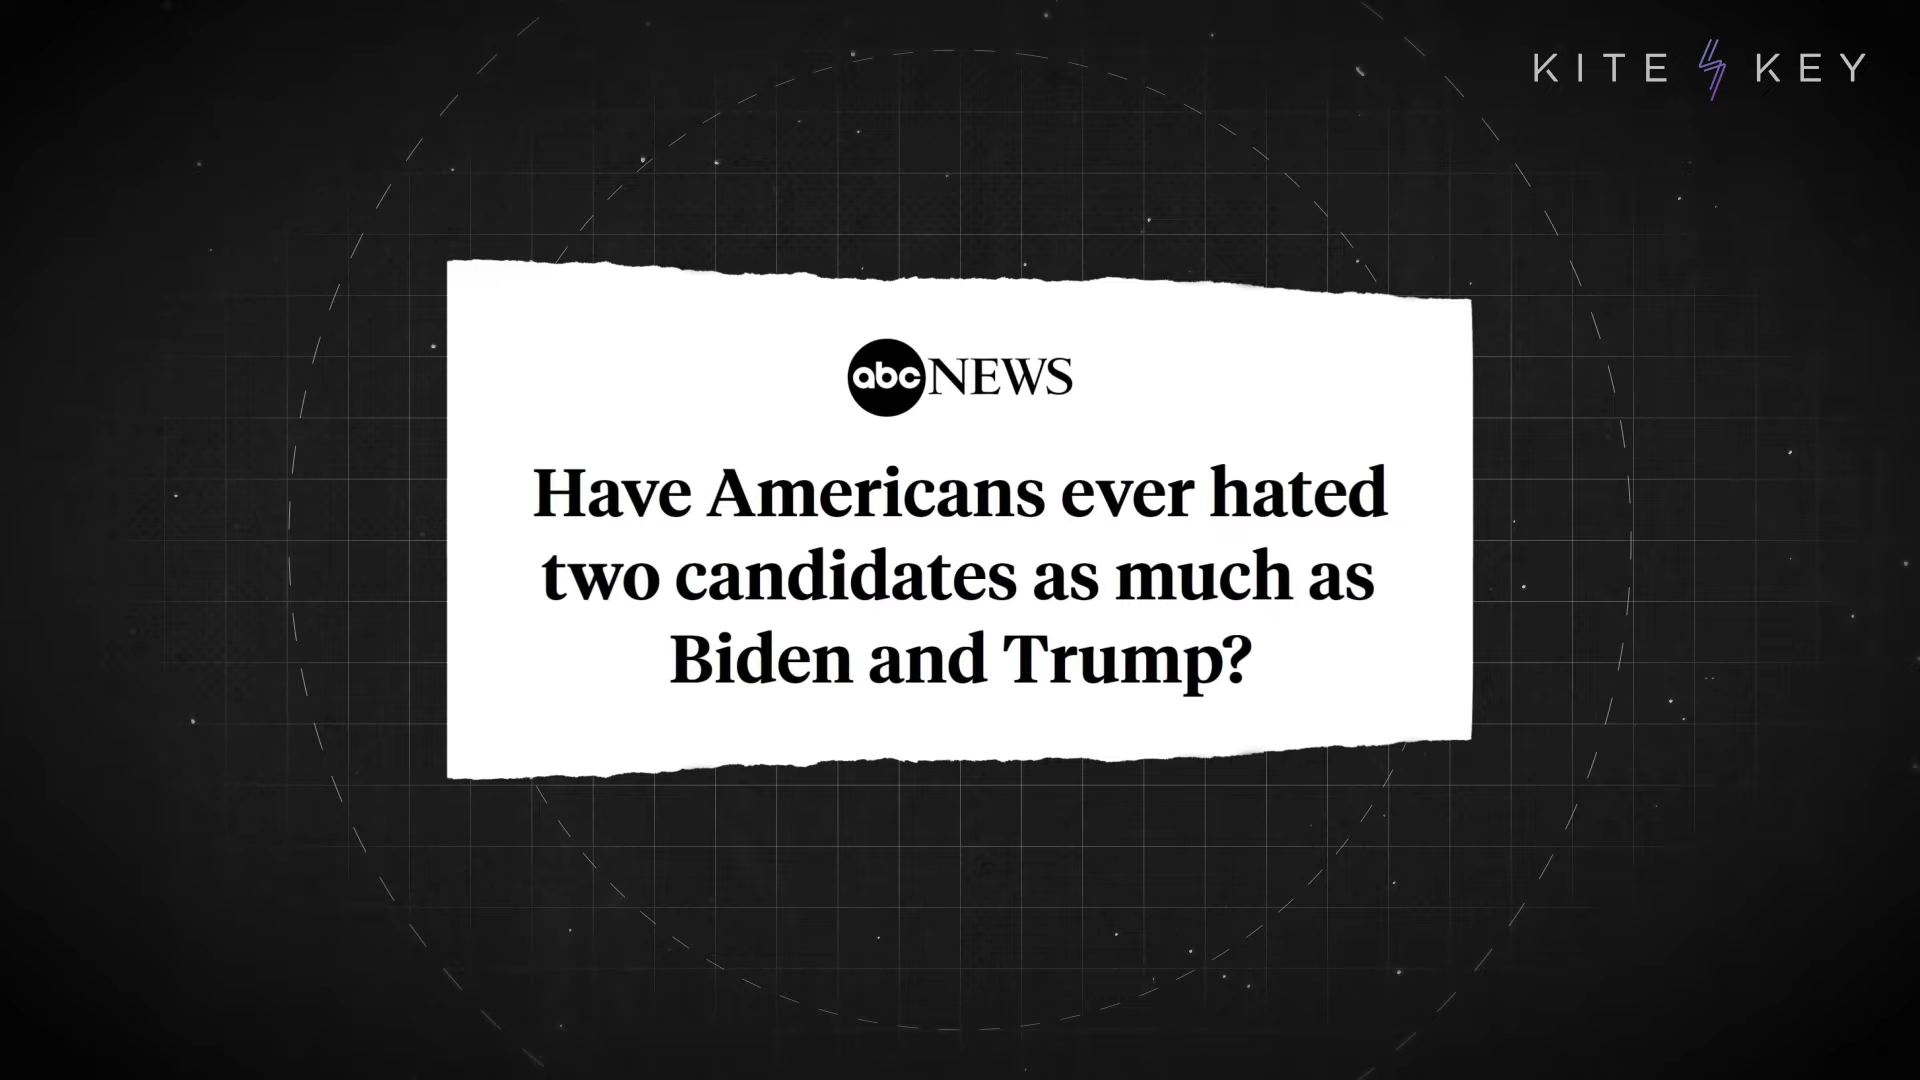 KITE KEY
abc NEWS
Have Americans ever hated
two candidates as much as
Biden and Trump?